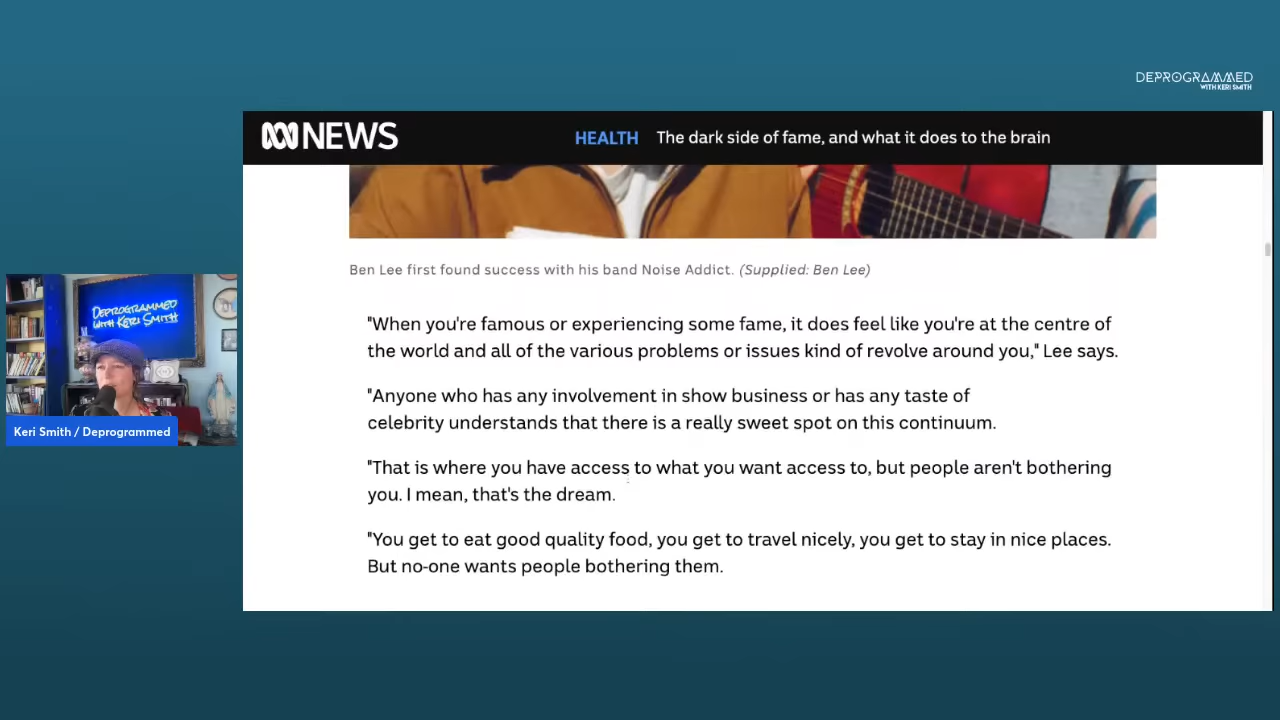 DEPROGRAMMED
WITH KERI SMITH
NEWS
HEALTH The dark side of fame, and what it does to the brain
Ben Lee first found success with his band Noise Addict. (Supplied: Ben Lee)
"When you're famous or experiencing some fame, it does feel like you're at the centre of
the world and all of the various problems or issues kind of revolve around you," Lee says.
"Anyone who has any involvement in show business or has any taste of
celebrity understands that there is a really sweet spot on this continuum.
"That is where you have access to what you want access to, but people aren't bothering
you. I mean, that's the dream.
"You get to eat good quality food, you get to travel nicely, you get to stay in nice places.
But no-one wants people bothering them.
DEPROGRAMMED
WITH KERI SMITH
Keri Smith / Deprogrammed